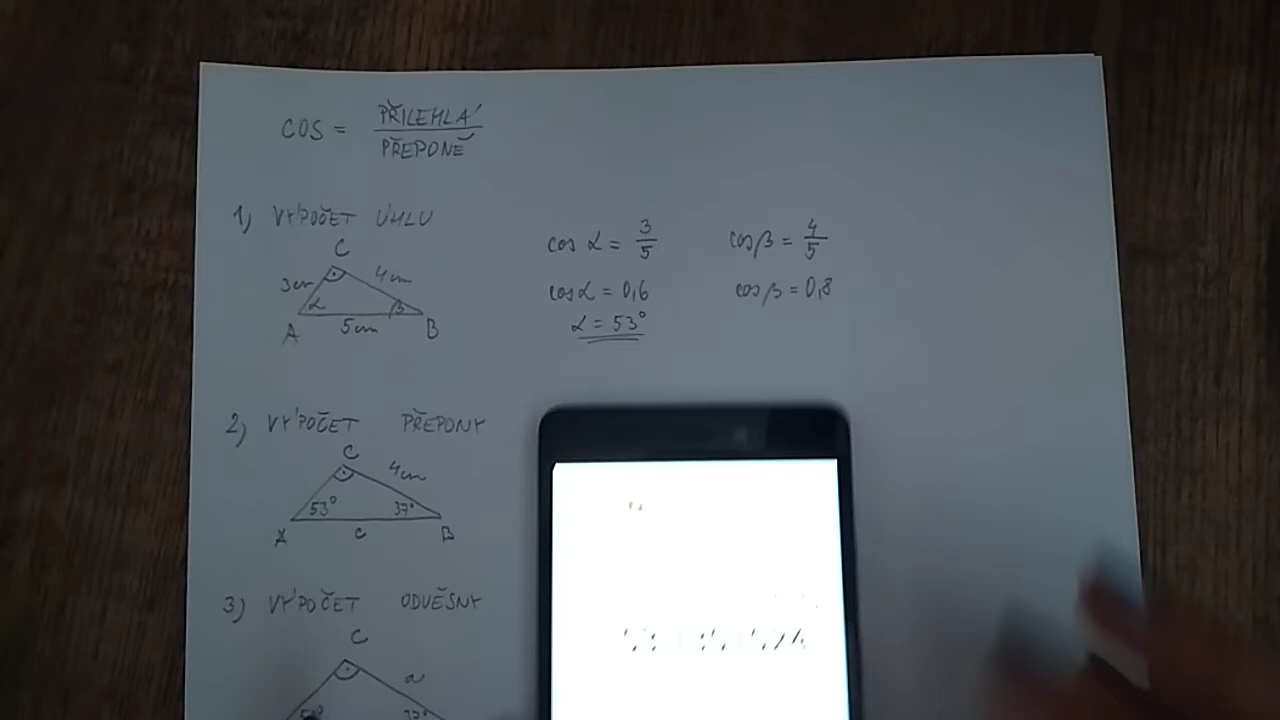 COS = PŘILEHLÁ / PŘEPONĚ
1) VÝPOČET ÚHLU
C
3cm 4cm
α β
A 5cm B
cos α = 3/5
cos α = 0,6
α = 53°
cos β = 4/5
cos β = 0,8
2) VÝPOČET PŘEPONY
C
4cm
53° 37°
A c B
3) VÝPOČET ODVĚSNY
C
a